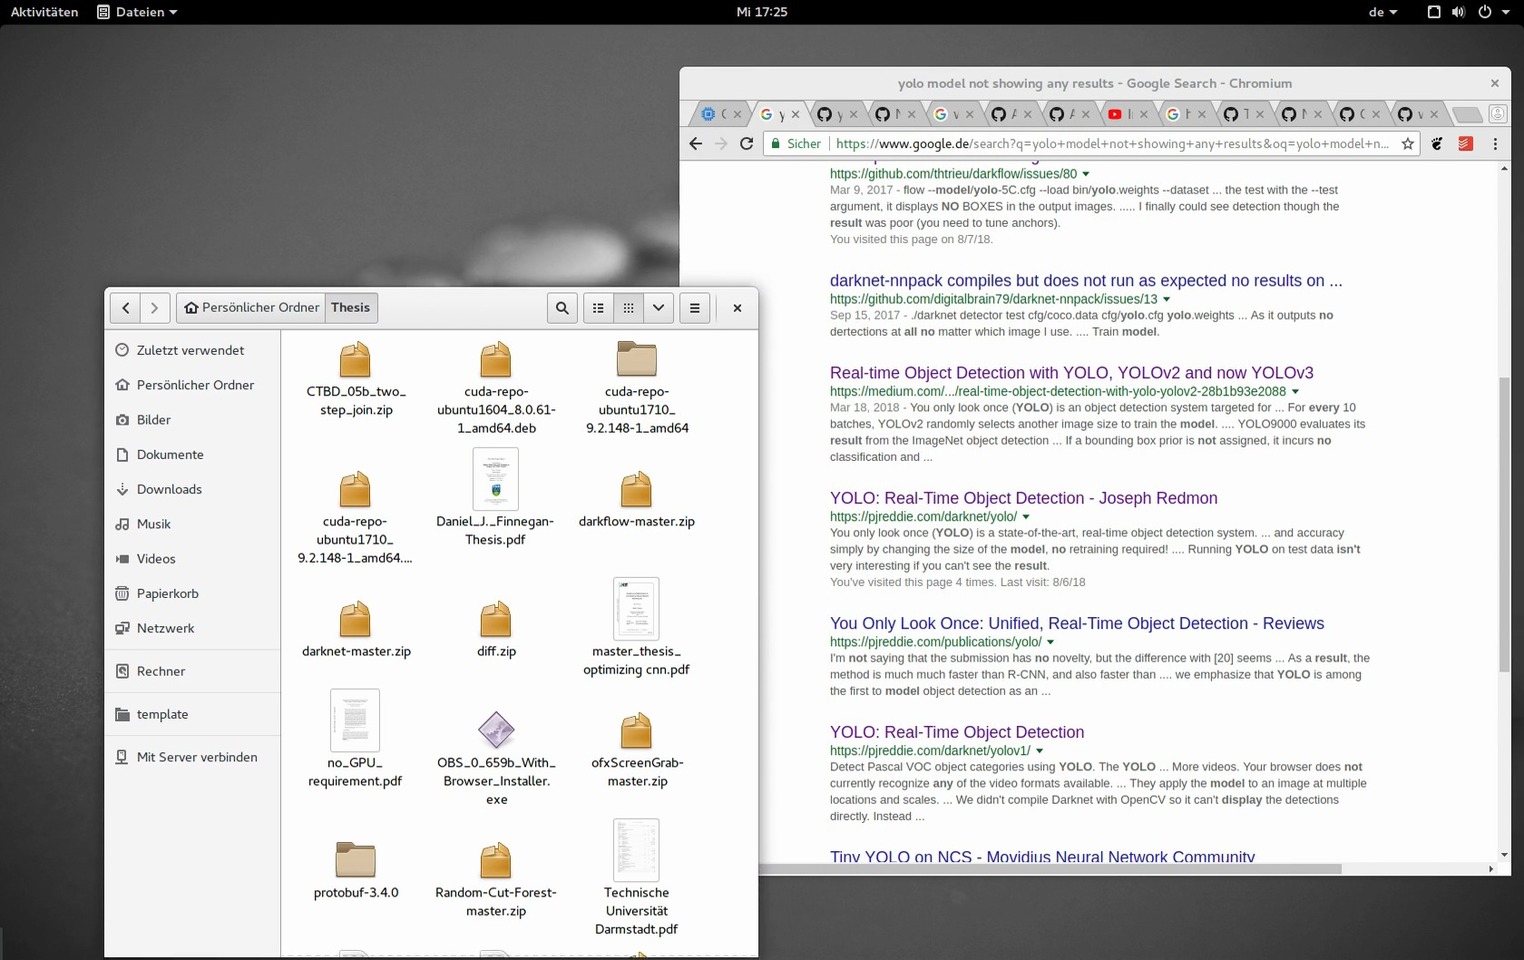 Aktivitäten
Dateien
Mi 17:25
de
yolo model not showing any results - Google Search - Chromium
Sicher
https://www.google.de/search?q=yolo+model+not+showing+any+results&oq=yolo+model+n...
https://github.com/thtrieu/darkflow/issues/80
Mar 9, 2017 - flow --model/yolo-5C.cfg --load bin/yolo.weights --dataset ... the test with the --test
argument, it displays NO BOXES in the output images. ..... I finally could see detection though the
result was poor (you need to tune anchors).
You visited this page on 8/7/18.
darknet-nnpack compiles but does not run as expected no results on ...
https://github.com/digitalbrain79/darknet-nnpack/issues/13
Sep 15, 2017 - ./darknet detector test cfg/coco.data cfg/yolo.cfg yolo.weights ... As it outputs no
dertections at all no matter which image I use. .... Train model.
Real-time Object Detection with YOLO, YOLOv2 and now YOLOv3
https://medium.com/.../real-time-object-detection-with-yolo-yolov2-28b1b93e2088
Mar 18, 2018 - You only look once (YOLO) is an object detection system targeted for ... For every 10
batches, YOLOv2 randomly selects another image size to train the model. .... YOLO9000 evaluates its
result from the ImageNet object detection ... If a bounding box prior is not assigned, it incurs no
classification and ...
YOLO: Real-Time Object Detection - Joseph Redmon
https://pjreddie.com/darknet/yolo/
You only look once (YOLO) is a state-of-the-art, real-time object detection system. ... and accuracy
simply by changing the size of the model, no retraining required! .... Running YOLO on test data isn't
very interesting if you can't see the result.
You've visited this page 4 times. Last visit: 8/6/18
You Only Look Once: Unified, Real-Time Object Detection - Reviews
https://pjreddie.com/publications/yolo/
I'm not saying that the submission has no novelty, but the difference with [20] seems ... As a result, the
method is much much faster than R-CNN, and also faster than .... we emphasize that YOLO is among
the first to model object detection as an ...
YOLO: Real-Time Object Detection
https://pjreddie.com/darknet/yolov1/
Detect Pascal VOC object categories using YOLO. The YOLO ... More videos. Your browser does not
currently recognize any of the video formats available. ... They apply the model to an image at multiple
locations and scales. ... We didn't compile Darknet with OpenCV so it can't display the detections
directly. Instead ...
Tiny YOLO on NCS - Movidius Neural Network Community
Persönlicher Ordner
Thesis
Zuletzt verwendet
Persönlicher Ordner
Bilder
Dokumente
Downloads
Musik
Videos
Papierkorb
Netzwerk
Rechner
template
Mit Server verbinden
CTBD_05b_two_
step_join.zip
cuda-repo-
ubuntu1604_8.0.61-
1_amd64.deb
cuda-repo-
ubuntu1710_
9.2.148-1_amd64
cuda-repo-
ubuntu1710_
9.2.148-1_amd64....
Daniel_J._Finnegan-
Thesis.pdf
darkflow-master.zip
darknet-master.zip
diff.zip
master_thesis_
optimizing cnn.pdf
no_GPU_
requirement.pdf
OBS_0_659b_With_
Browser_Installer.
exe
ofxScreenGrab-
master.zip
protobuf-3.4.0
Random-Cut-Forest-
master.zip
Technische
Universität
Darmstadt.pdf